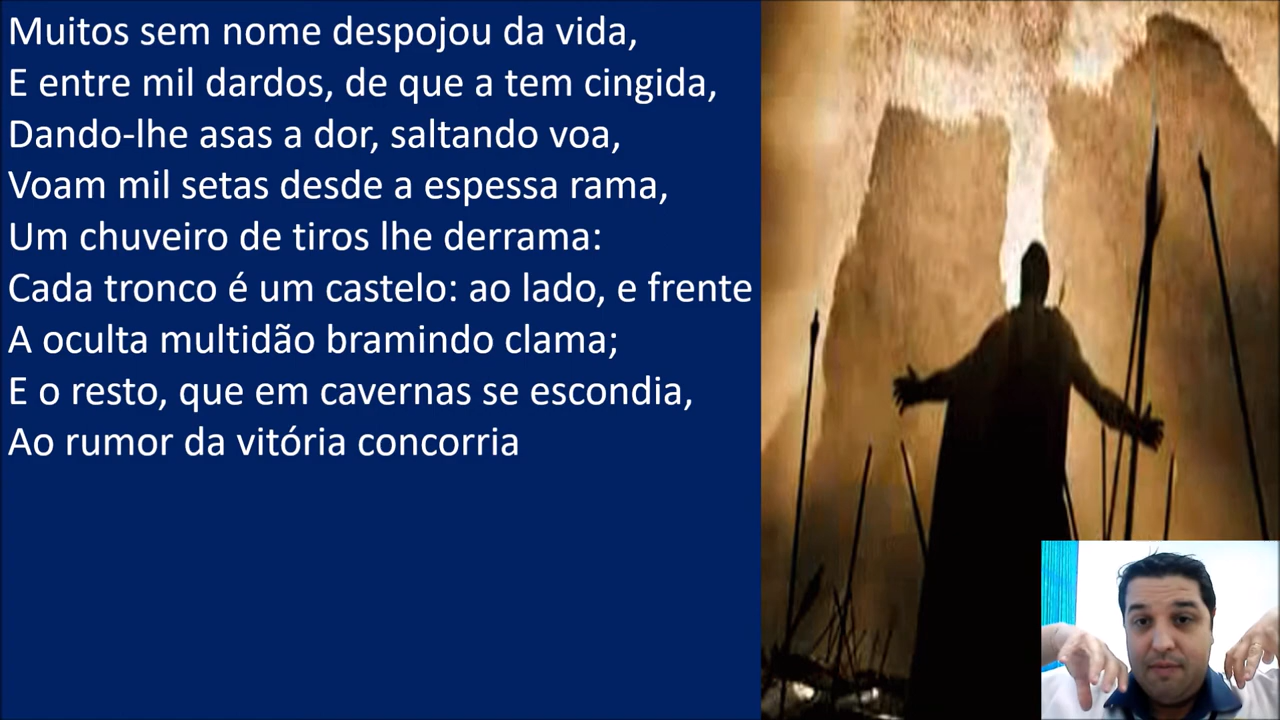 Muitos sem nome despojou da vida,
E entre mil dardos, de que a tem cingida,
Dando-lhe asas a dor, saltando voa,
Voam mil setas desde a espessa rama,
Um chuveiro de tiros lhe derrama:
Cada tronco é um castelo: ao lado, e frente
A oculta multidão bramindo clama;
E o resto, que em cavernas se escondia,
Ao rumor da vitória concorria